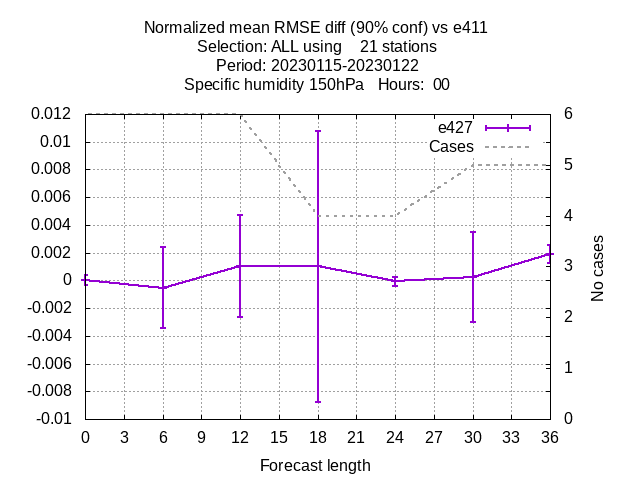 Normalized mean RMSE diff (90% conf) vs e411
Selection: ALL using    21 stations
Period: 20230115-20230122
Specific humidity 150hPa   Hours:  00
e427
Cases
0.012
0.01
0.008
0.006
0.004
0.002
0
-0.002
-0.004
-0.006
-0.008
-0.01
6
5
4
3
2
1
0
No cases
0 3 6 9 12 15 18 21 24 27 30 33 36
Forecast length